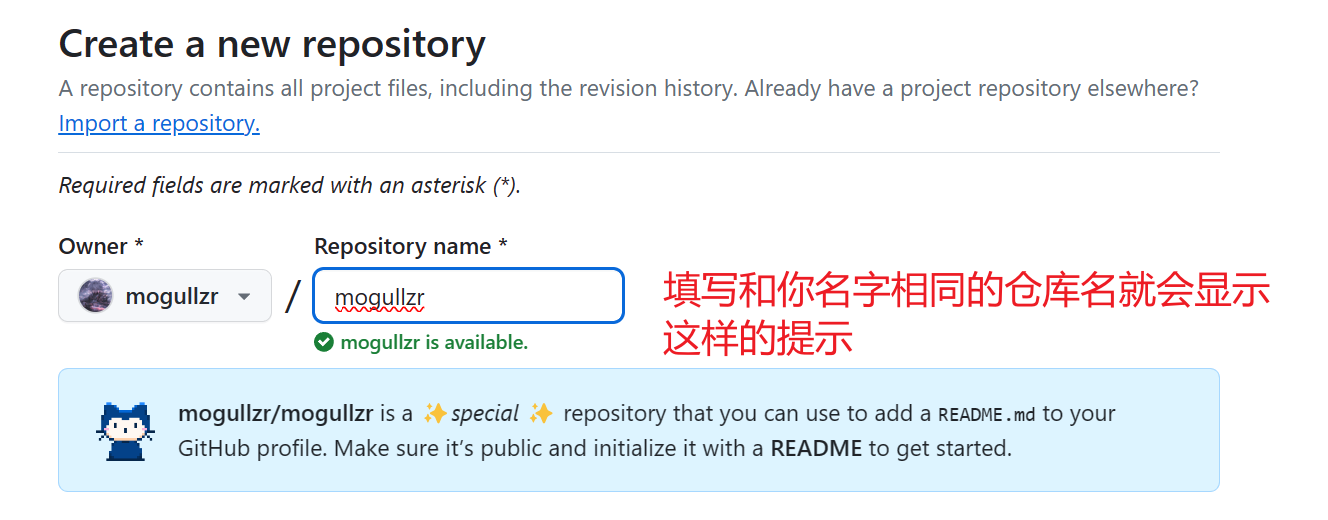 Create a new repository
A repository contains all project files, including the revision history. Already have a project repository elsewhere?
Import a repository.
Required fields are marked with an asterisk (*).
Owner *
Repository name *
mogullzr
/
mogullzr
填写和你名字相同的仓库名就会显示
这样的提示
mogullzr is available.
mogullzr/mogullzr is a ✨special ✨ repository that you can use to add a README.md to your
GitHub profile. Make sure it’s public and initialize it with a README to get started.